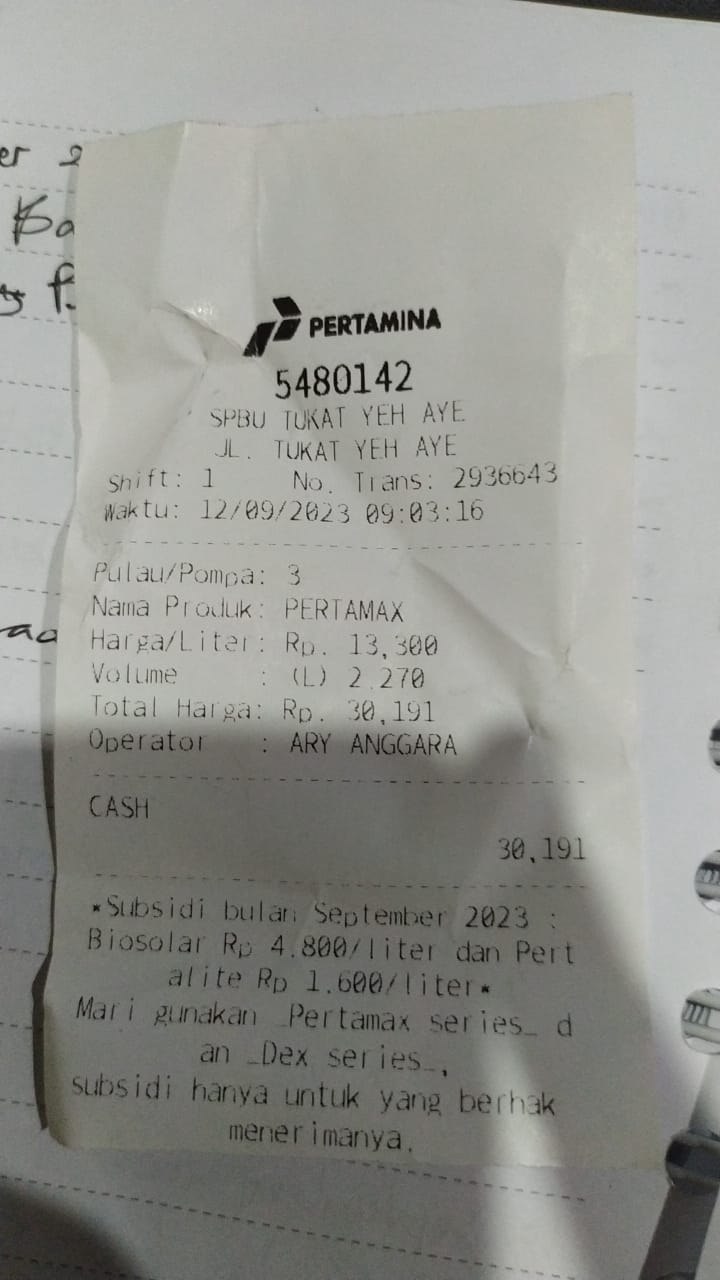 er 2
PERTAMINA
5480142
SPBU TUKAT YEH AYE
JL. TUKAT YEH AYE
Shift: 1 No. Trans: 2936643
Waktu: 12/09/2023 09:03:16
Pulau/Pompa: 3
Nama Produk: PERTAMAX
Harga/Liter: Rp. 13,300
Volume : (L) 2.270
Total Harga: Rp. 30,191
Operator : ARY ANGGARA
CASH
30,191
*Subsidi bulan September 2023 :
Biosolar Rp 4.800/liter dan Pert
alite Rp 1.600/liter*
Mari gunakan _Pertamax series_ d
an _Dex series_,
subsidi hanya untuk yang berhak
menerimanya.